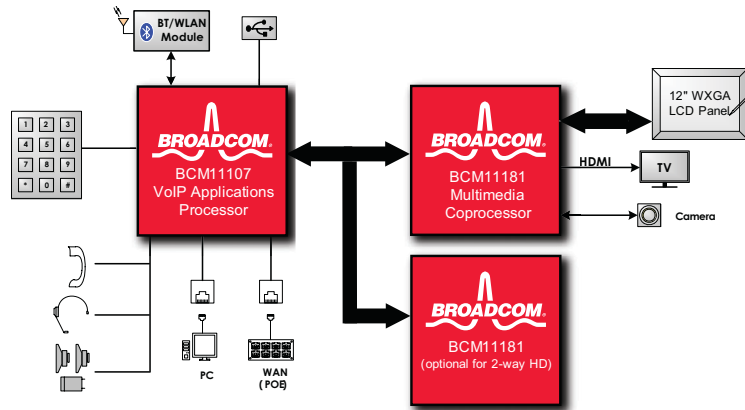 BT/WLAN
Module
1 2 3
4 5 6
7 8 9
* 0 #
BROADCOM®
BCM11107
VoIP Applications
Processor
BROADCOM®
BCM11181
Multimedia
Coprocessor
12" WXGA
LCD Panel
HDMI
TV
Camera
BROADCOM®
BCM11181
(optional for 2-way HD)
PC
WAN
(POE)